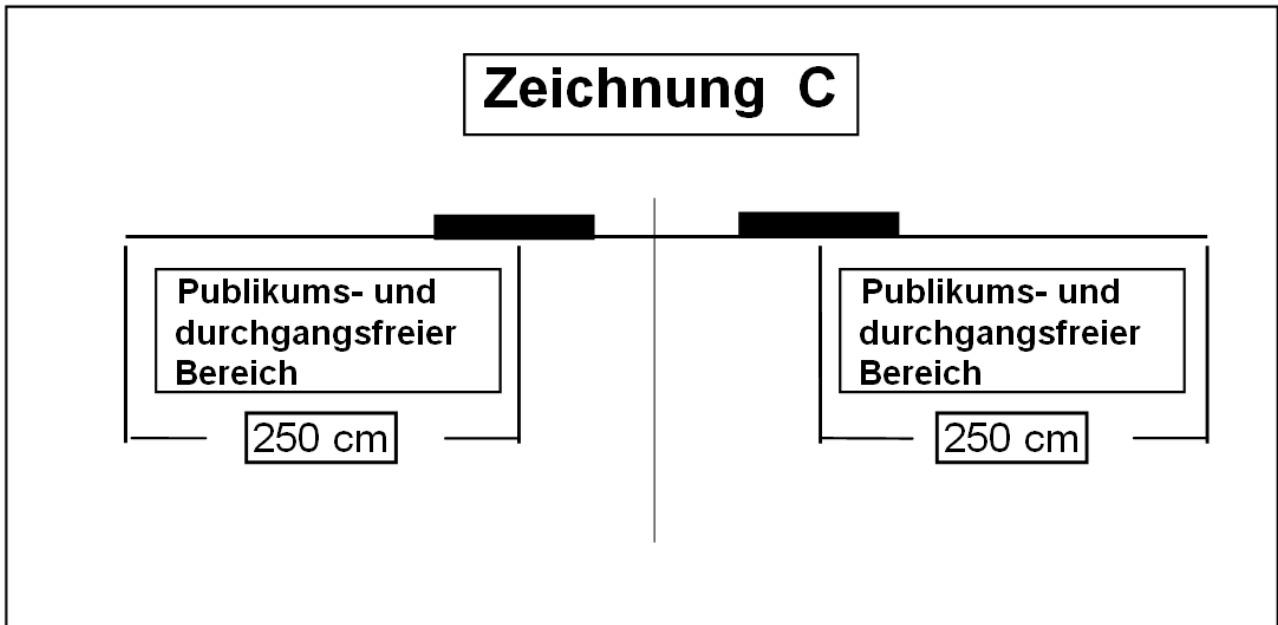 Zeichnung C
Publikums- und
durchgangsfreier
Bereich
250 cm
Publikums- und
durchgangsfreier
Bereich
250 cm